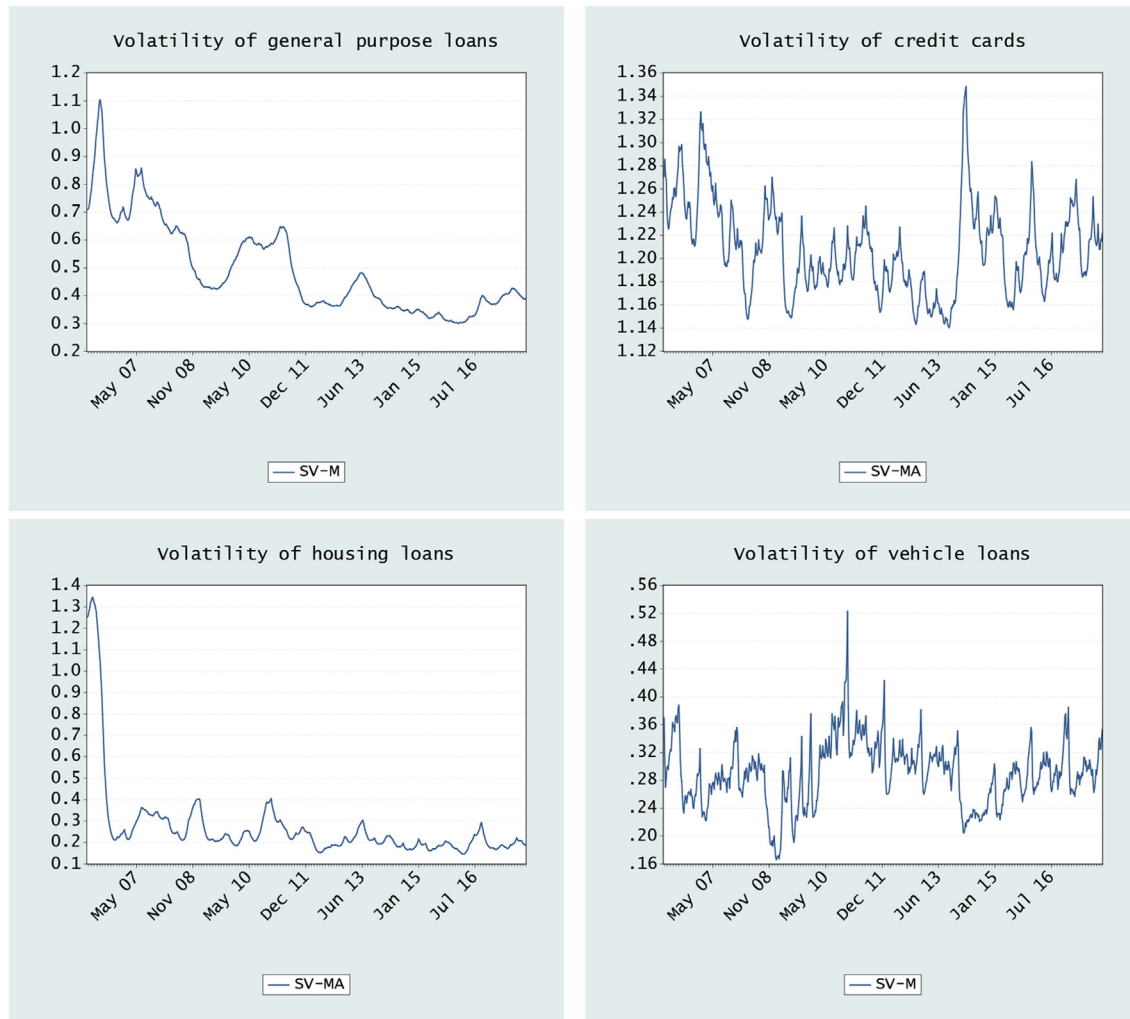 Volatility of general purpose loans
1.2
1.1
1.0
0.9
0.8
0.7
0.6
0.5
0.4
0.3
0.2
May 07
Nov 08
May 10
Dec 11
Jun 13
Jan 15
Jul 16
SV-M
Volatility of credit cards
1.36
1.34
1.32
1.30
1.28
1.26
1.24
1.22
1.20
1.18
1.16
1.14
1.12
May 07
Nov 08
May 10
Dec 11
Jun 13
Jan 15
Jul 16
SV-MA
Volatility of housing loans
1.4
1.3
1.2
1.1
1.0
0.9
0.8
0.7
0.6
0.5
0.4
0.3
0.2
0.1
May 07
Nov 08
May 10
Dec 11
Jun 13
Jan 15
Jul 16
SV-MA
Volatility of vehicle loans
.56
.52
.48
.44
.40
.36
.32
.28
.24
.20
.16
May 07
Nov 08
May 10
Dec 11
Jun 13
Jan 15
Jul 16
SV-M